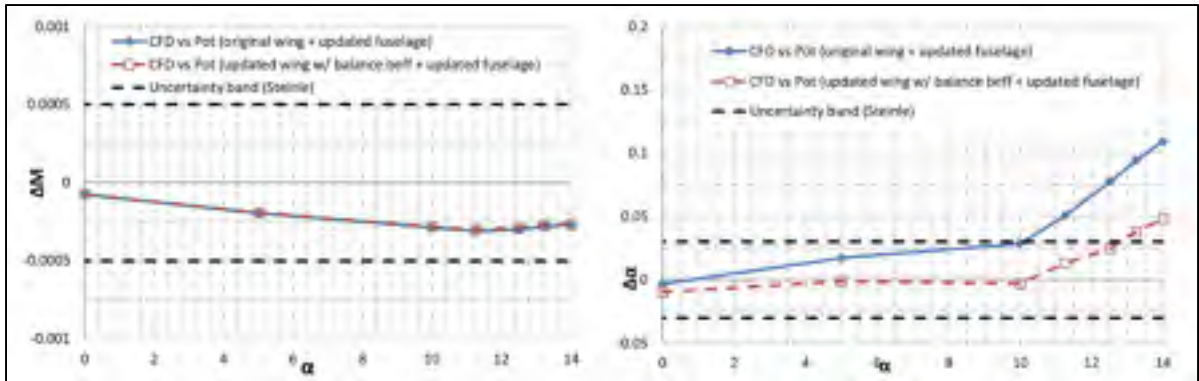 0.001
CFD vs Pot (original wing + updated fuselage)
CFD vs Pot (updated wing w/ balance beff + updated fuselage)
Uncertainty band (Steinle)
0.0005
0
-0.0005
-0.001
ΔM
0 2 4 6 8 10 12 14
α
0.2
CFD vs Pot (original wing + updated fuselage)
CFD vs Pot (updated wing w/ balance beff + updated fuselage)
Uncertainty band (Steinle)
0.15
0.1
0.05
0
-0.05
Δα
0 2 4 6 8 10 12 14
α